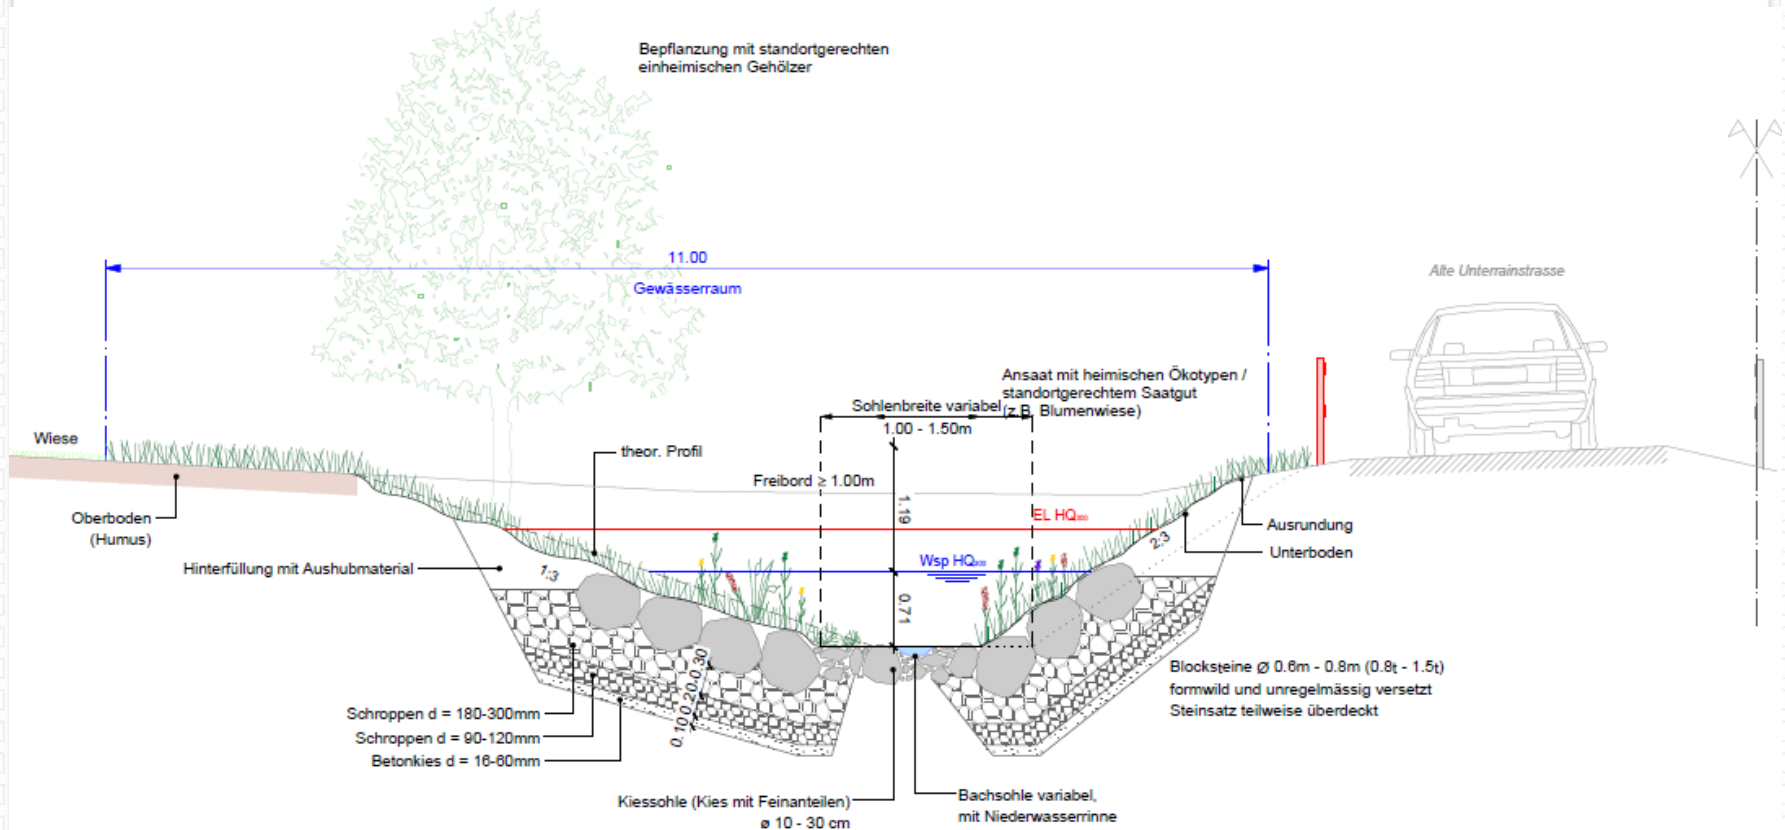 Bepflanzung mit standortgerechten
einheimischen Gehölzer
11.00
Gewässerraum
Alte Unterrainstrasse
Ansaat mit heimischen Ökotypen /
standortgerechtem Saatgut
(z.B. Blumenwiese)
Sohlenbreite variabel
1.00 - 1.50m
Wiese
theor. Profil
Freibord ≥ 1.00m
1.19
EL HQ
Oberboden
(Humus)
Ausrundung
2:3
Unterboden
Hinterfüllung mit Aushubmaterial
1:3
Wsp HQ
0.71
Blocksteine Ø 0.6m - 0.8m (0.8t - 1.5t)
formwild und unregelmässig versetzt
Steinsatz teilweise überdeckt
0.30
0.20
0.10
Schroppen d = 180-300mm
Schroppen d = 90-120mm
Betonkies d = 16-60mm
Kiessohle (Kies mit Feinanteilen)
ø 10 - 30 cm
Bachsohle variabel,
mit Niederwasserrinne